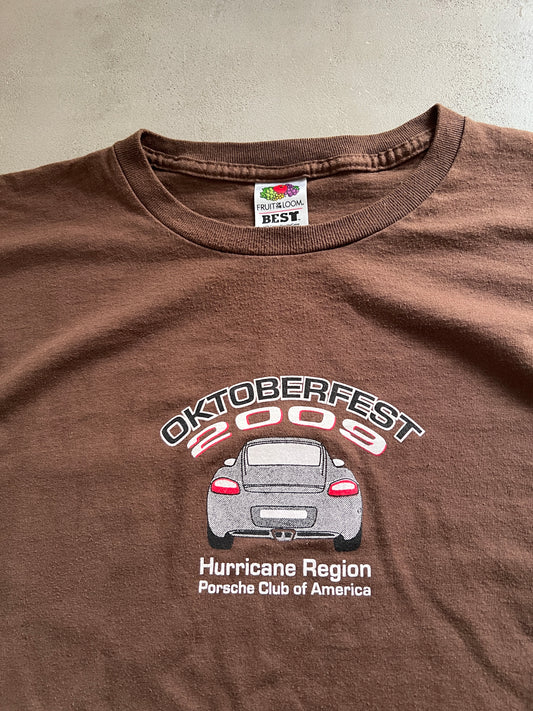 FRUIT OF THE LOOM.
BEST
OKTOBERFEST
2009
Hurricane Region
Porsche Club of America